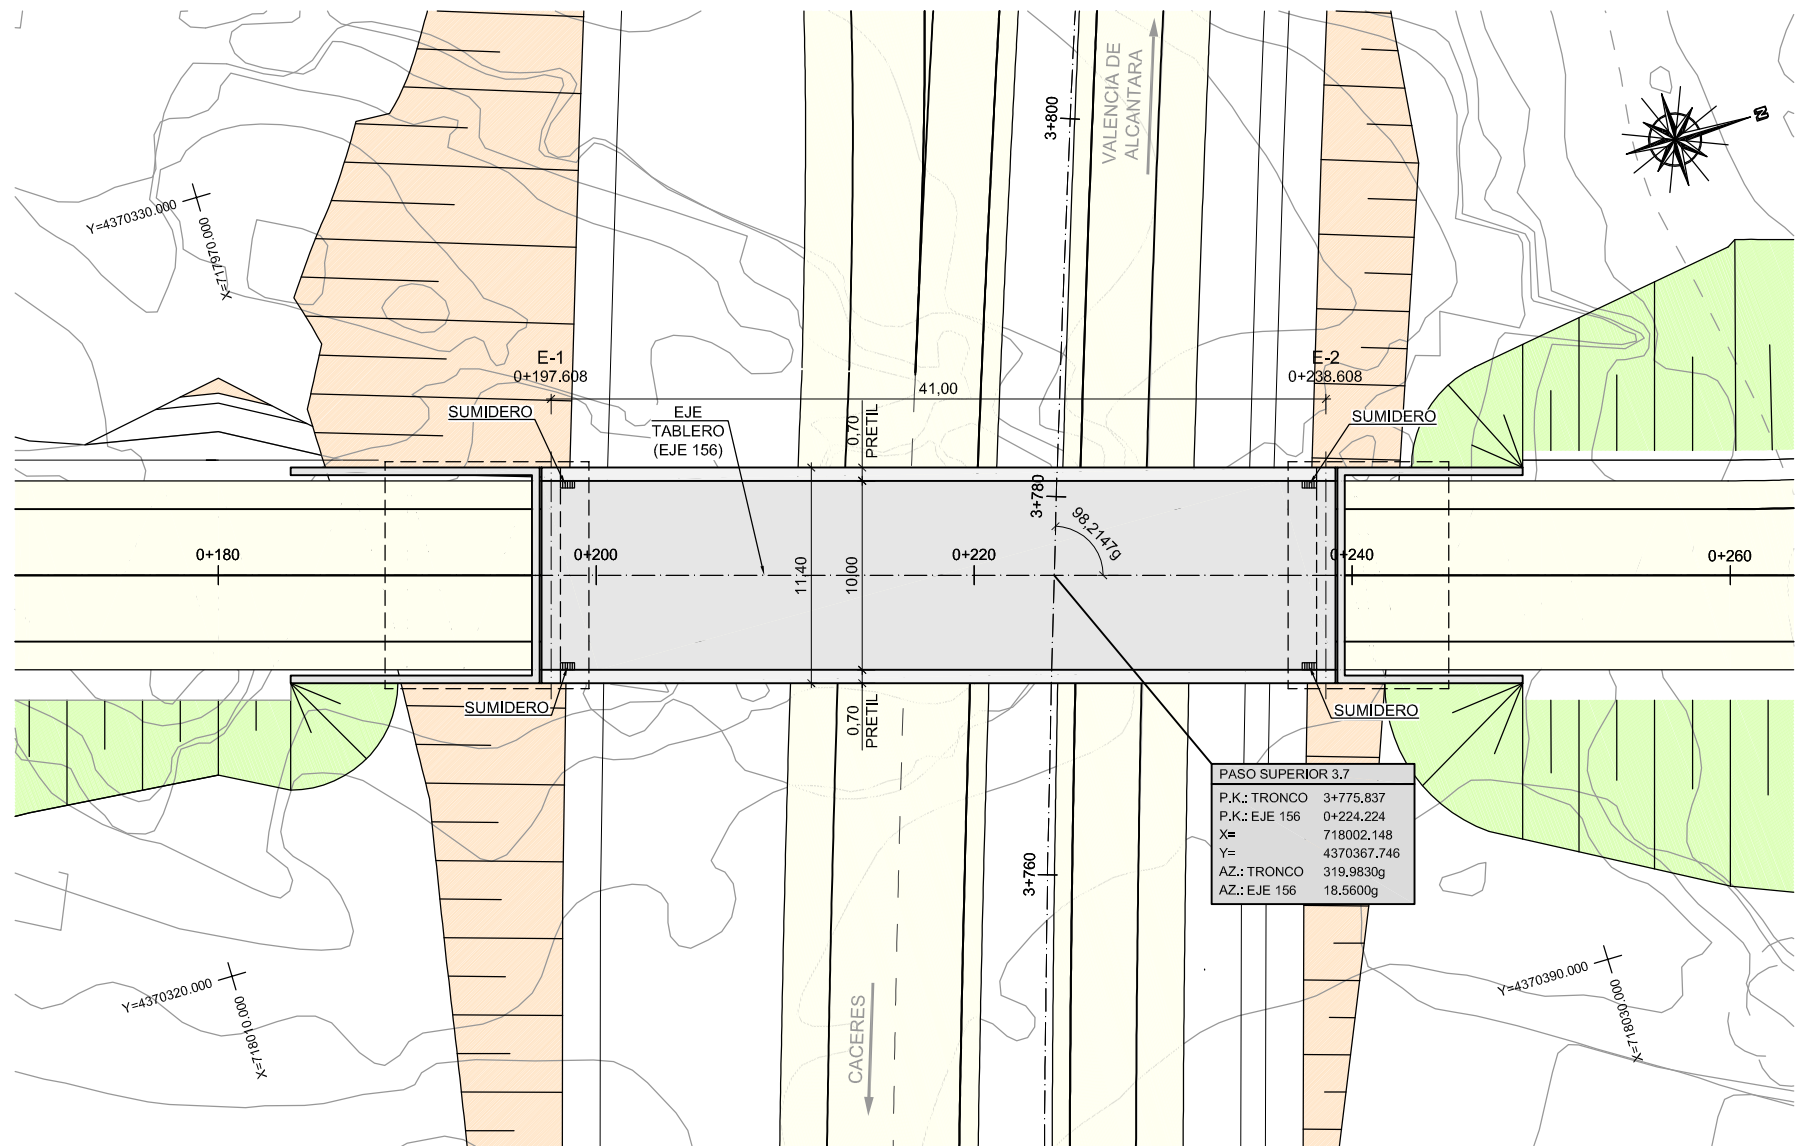 VALENCIA DE
ALCANTARA
3+800
N
Y=4370330.000
X=717970.000
E-1
0+197.608
E-2
0+238.608
41,00
SUMIDERO
EJE
TABLERO
(EJE 156)
0,70
PRETIL
SUMIDERO
3+780
98,2147g
0+180
0+200
0+220
0+240
0+260
11.40
10.00
SUMIDERO
0,70
PRETIL
SUMIDERO
PASO SUPERIOR 3.7
P.K.: TRONCO 3+775.837
P.K.: EJE 156 0+224.224
X= 718002.148
Y= 4370367.746
AZ.: TRONCO 319.9830g
AZ.: EJE 156 18.5600g
3+760
Y=4370320.000
X=718010.000
CACERES
Y=4370390.000
X=718030.000